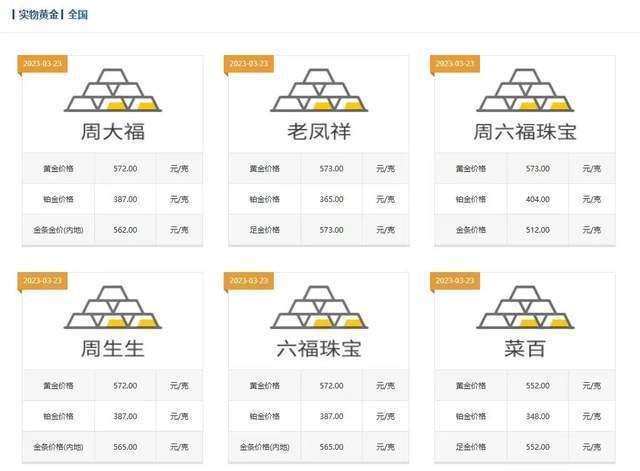 实物黄金 全国
2023-03-23
周大福
黄金价格 572.00 元/克
铂金价格 387.00 元/克
金条金价(内地) 562.00 元/克
2023-03-23
老凤祥
黄金价格 573.00 元/克
铂金价格 365.00 元/克
足金价格 573.00 元/克
2023-03-23
周六福珠宝
黄金价格 573.00 元/克
铂金价格 404.00 元/克
金条价格 512.00 元/克
2023-03-23
周生生
黄金价格 572.00 元/克
铂金价格 387.00 元/克
金条价格(内地) 565.00 元/克
2023-03-23
六福珠宝
黄金价格 572.00 元/克
铂金价格 387.00 元/克
金条价格(内地) 565.00 元/克
2023-03-23
菜百
黄金价格 552.00 元/克
铂金价格 348.00 元/克
足金价格 552.00 元/克